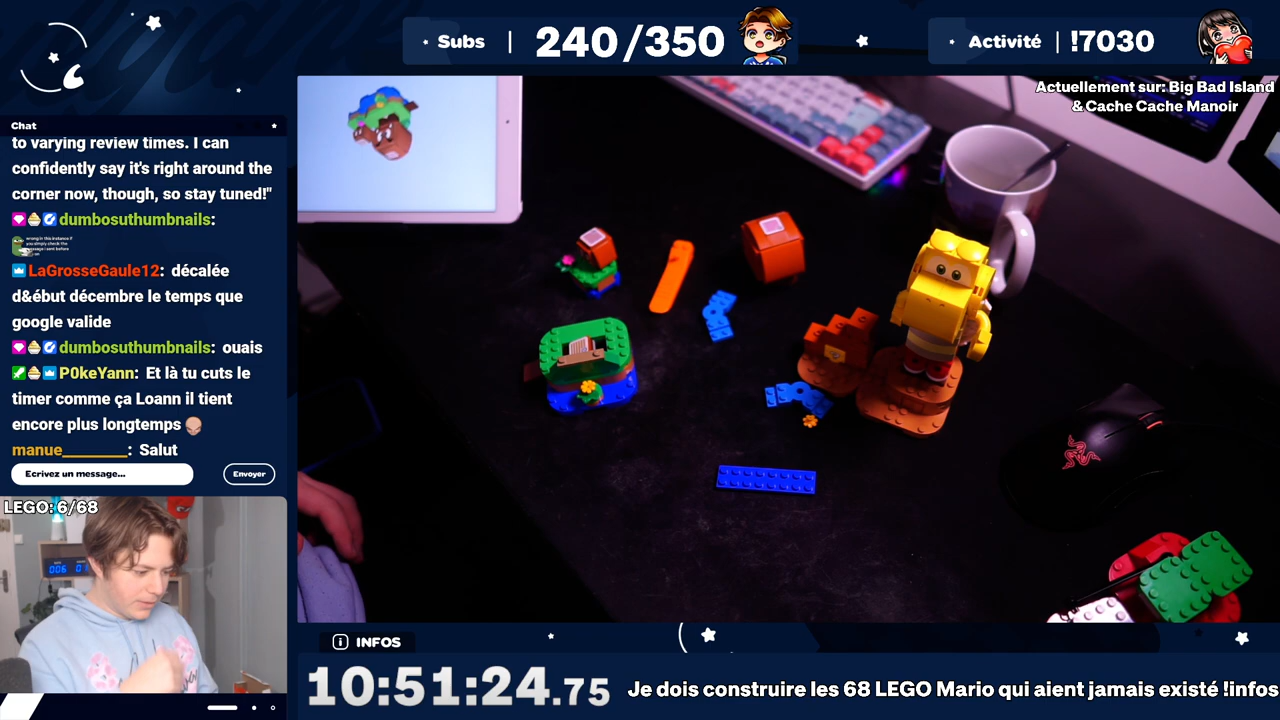 Subs | 240/350
Activité | !7030
Actuellement sur: Big Bad Island
& Cache Cache Manoir
Chat
to varying review times. I can
confidently say it's right around the
corner now, though, so stay tuned!"
dumbosuthumbnails:
LaGrosseGaule12: décalée
d&ébut décembre le temps que
google valide
dumbosuthumbnails: ouais
P0keYann: Et là tu cuts le
timer comme ça Loann il tient
encore plus longtemps
manue________: Salut
Ecrivez un message...
Envoyer
LEGO: 6/68
INFOS
10:51:24.75
Je dois construire les 68 LEGO Mario qui aient jamais existé !infos